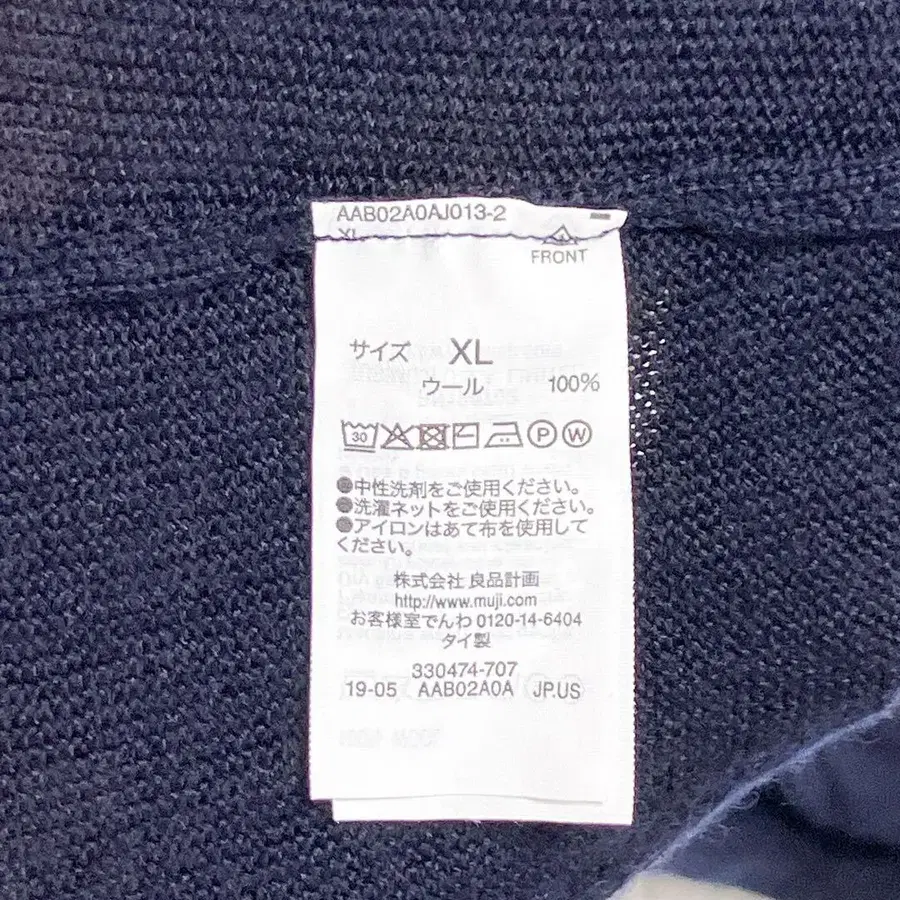 AAB02A0AJ013-2
XL
FRONT
サイズ XL
ウール 100%
30 P W
●中性洗剤をご使用ください。
●洗濯ネットをご使用ください。
●アイロンはあて布を使用して
ください。
株式会社 良品計画
http://www.muji.com
お客様室でんわ 0120-14-6404
タイ製
330474-707
19-05 AAB02A0A JP.US